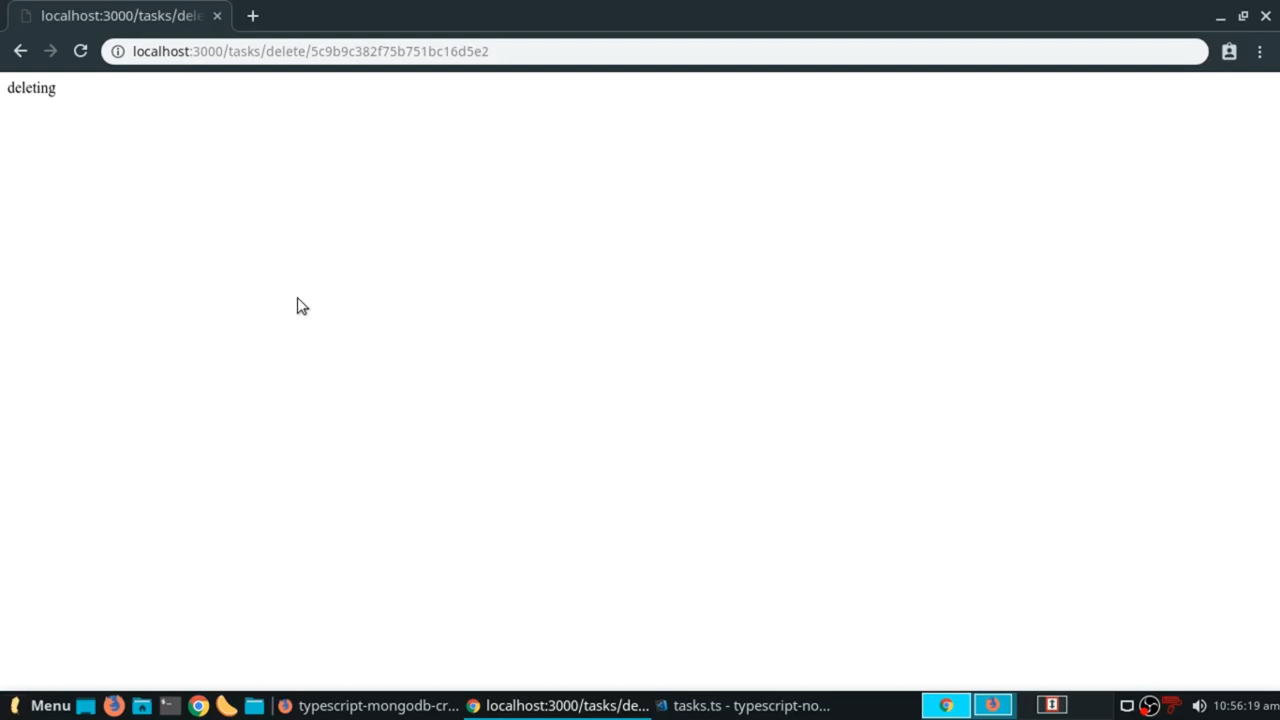 localhost:3000/tasks/dele
localhost:3000/tasks/delete/5c9b9c382f75b751bc16d5e2
deleting
Menu
typescript-mongodb-cr...
localhost:3000/tasks/de...
tasks.ts - typescript-no...
10:56:19 am